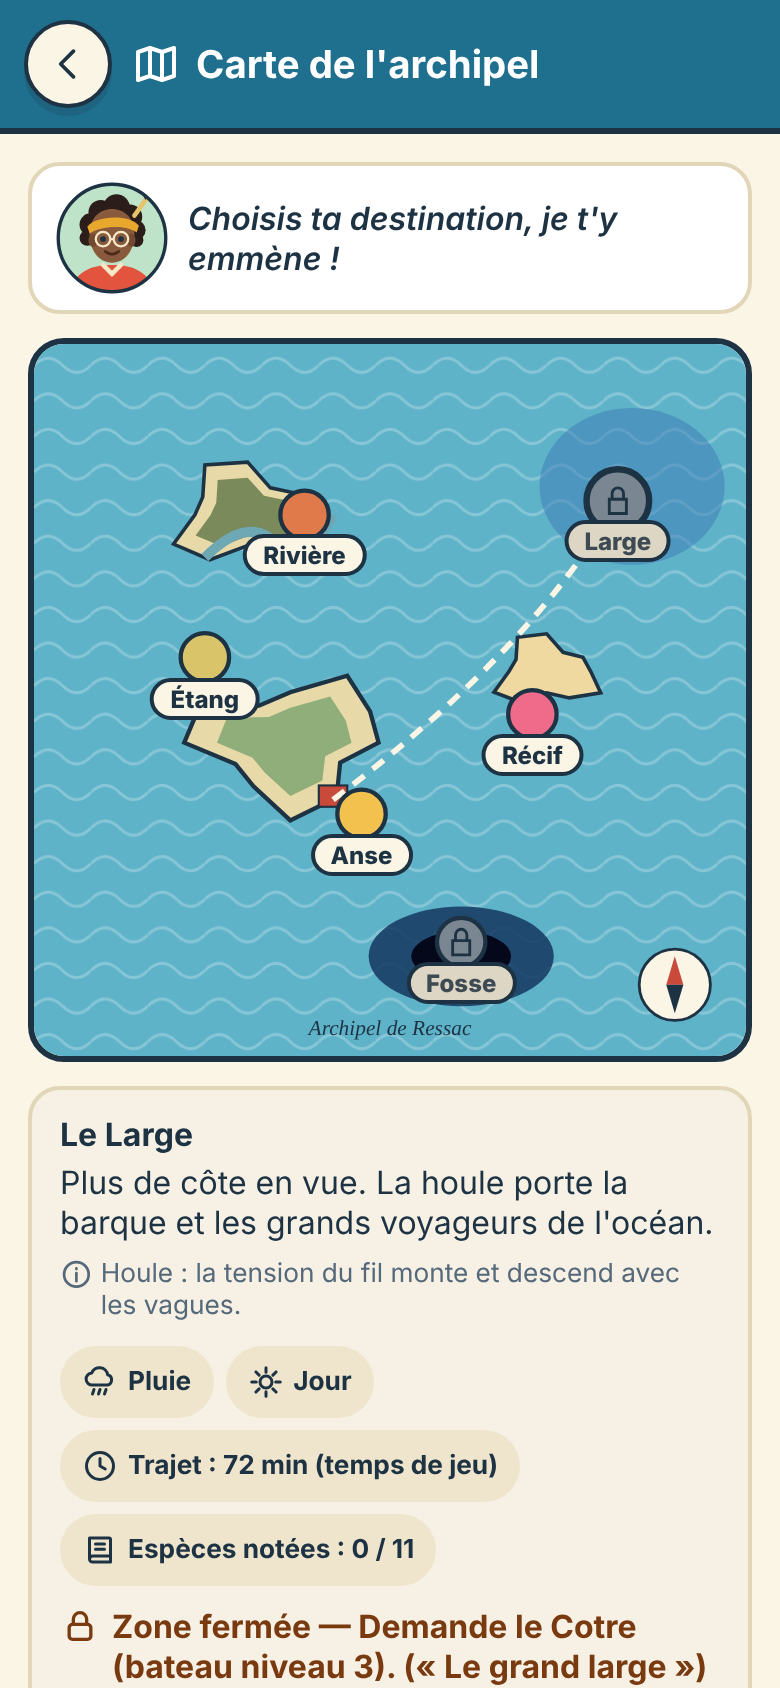 Carte de l'archipel
Choisis ta destination, je t'y
emmène !
Rivière
Large
Étang
Récif
Anse
Fosse
Archipel de Ressac
Le Large
Plus de côte en vue. La houle porte la
barque et les grands voyageurs de l'océan.
Houle : la tension du fil monte et descend avec
les vagues.
Pluie
Jour
Trajet : 72 min (temps de jeu)
Espèces notées : 0 / 11
Zone fermée — Demande le Cotre
(bateau niveau 3). (« Le grand large »)